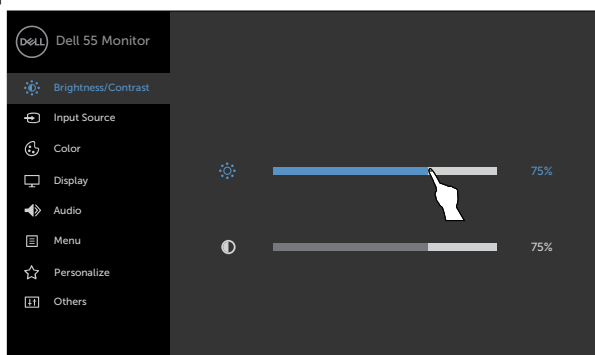 DELL Dell 55 Monitor
Brightness/Contrast
Input Source
Color
Display
75%
Audio
Menu
75%
Personalize
Others